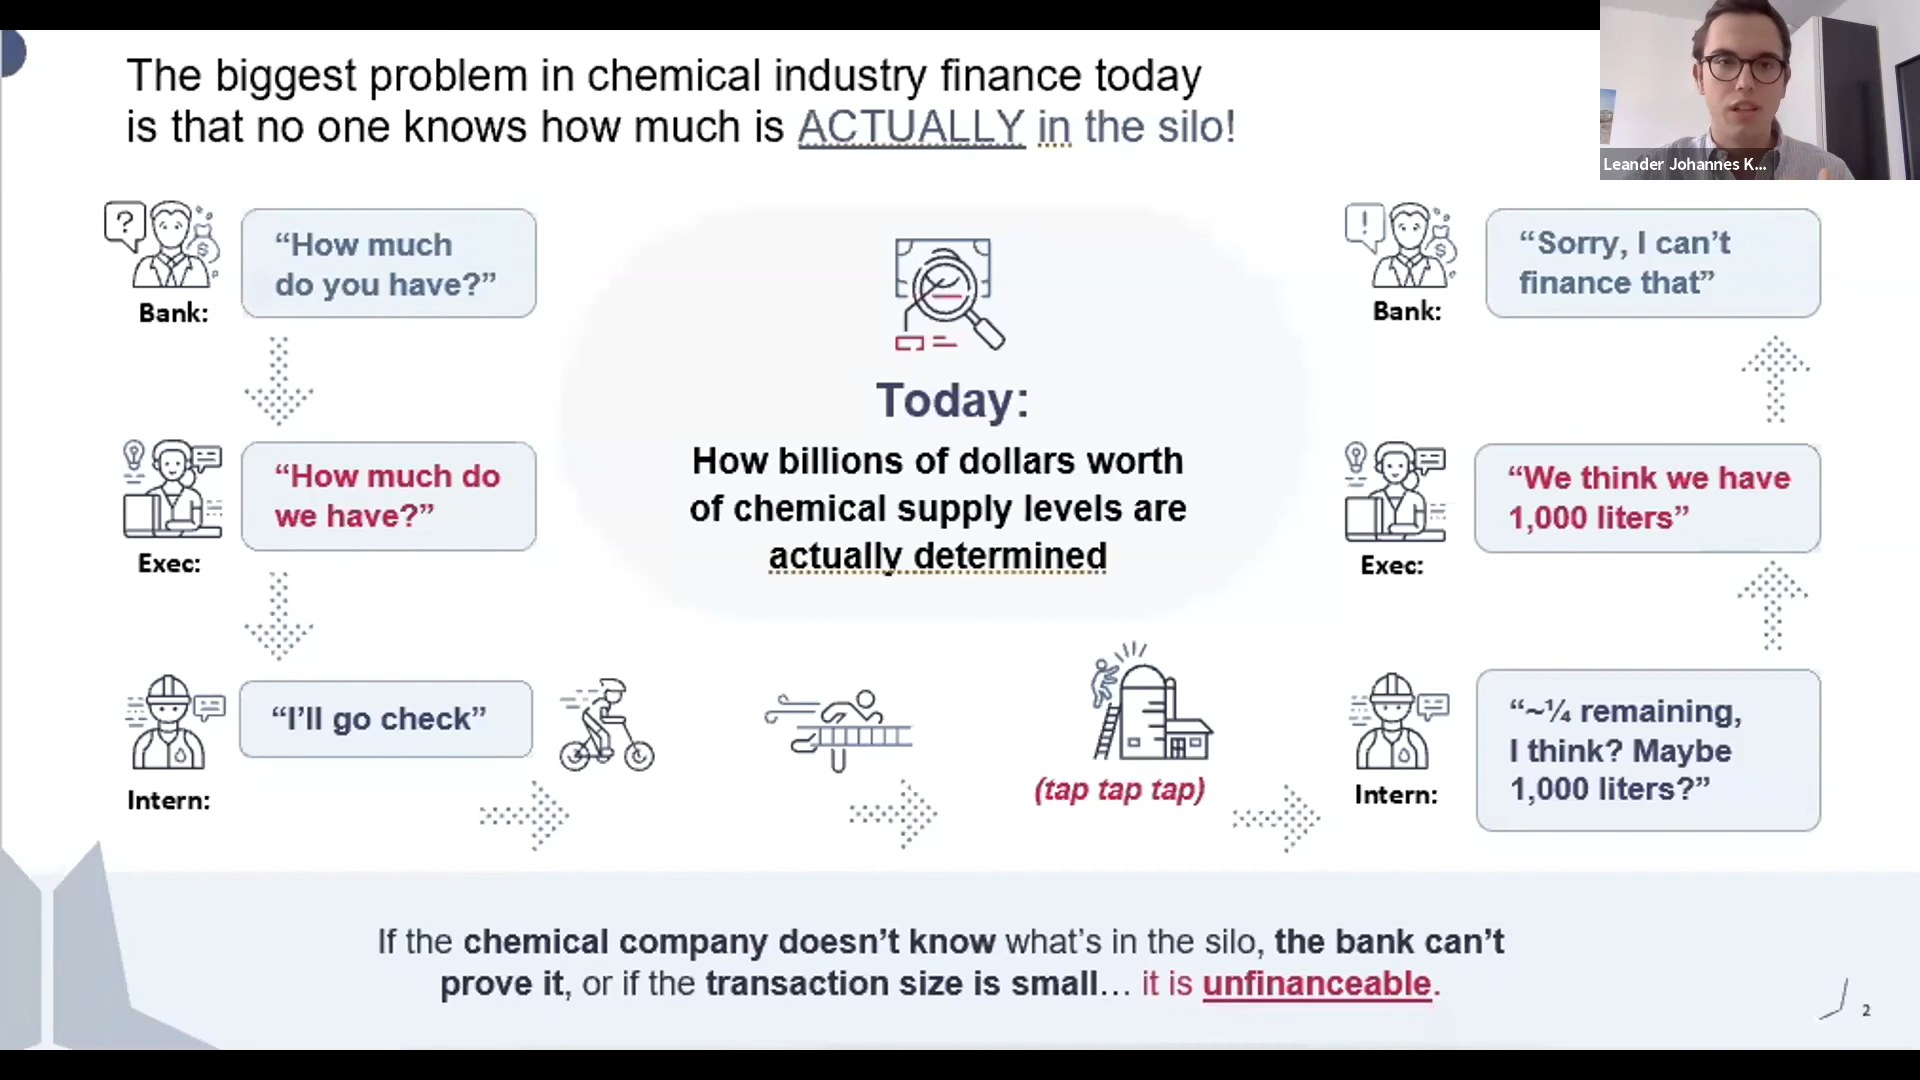 The biggest problem in chemical industry finance today
is that no one knows how much is ACTUALLY in the silo!
Leander Johannes K...
?
“How much
do you have?”
Bank:
“How much do
we have?”
Exec:
“I’ll go check”
Intern:
Today:
How billions of dollars worth
of chemical supply levels are
actually determined
(tap tap tap)
“~¼ remaining,
I think? Maybe
1,000 liters?”
Intern:
“We think we have
1,000 liters”
Exec:
!
“Sorry, I can’t
finance that”
Bank:
If the chemical company doesn’t know what’s in the silo, the bank can’t
prove it, or if the transaction size is small... it is unfinanceable.
2